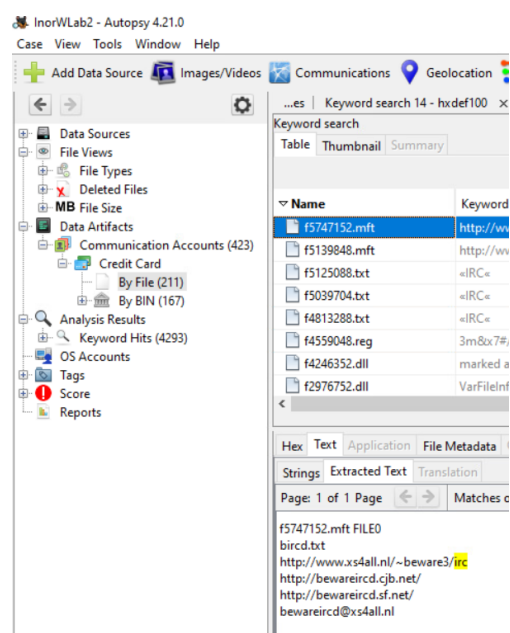 InorWLab2 - Autopsy 4.21.0
Case View Tools Window Help
Add Data Source Images/Videos Communications Geolocation
...es Keyword search 14 - hxdef100 ×
Keyword search
Table Thumbnail Summary
Name Keyword
f5747152.mft http://ww
f5139848.mft http://ww
f5125088.txt «IRC«
f5039704.txt «IRC«
f4813288.txt «IRC«
f4559048.reg 3m&x7#/
f4246352.dll marked a
f2976752.dll VarFileInf
Data Sources
File Views
File Types
Deleted Files
MB File Size
Data Artifacts
Communication Accounts (423)
Credit Card
By File (211)
By BIN (167)
Analysis Results
Keyword Hits (4293)
OS Accounts
Tags
Score
Reports
Hex Text Application File Metadata
Strings Extracted Text Translation
Page: 1 of 1 Page Matches o
f5747152.mft FILE0
bircd.txt
http://www.xs4all.nl/~beware3/irc
http://bewareircd.cjb.net/
http://bewareircd.sf.net/
bewareircd@xs4all.nl